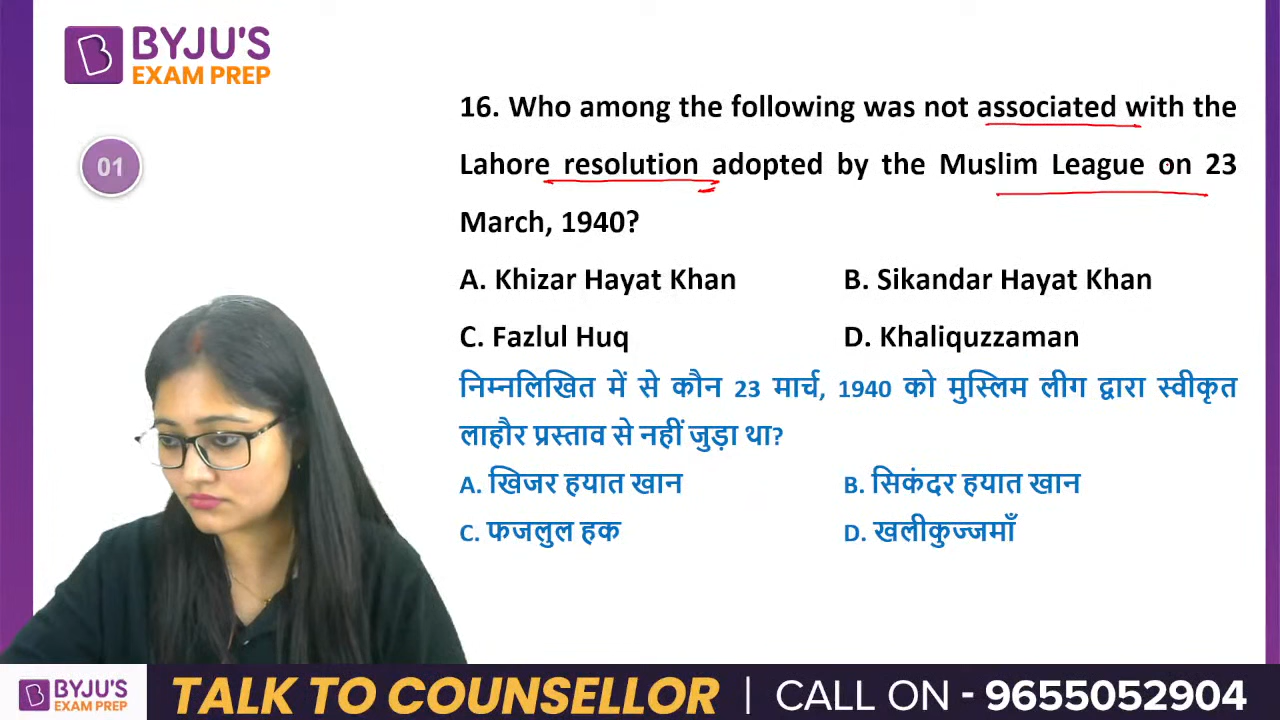 BYJU'S
EXAM PREP
01
16. Who among the following was not associated with the
Lahore resolution adopted by the Muslim League on 23
March, 1940?
A. Khizar Hayat Khan B. Sikandar Hayat Khan
C. Fazlul Huq D. Khaliquzzaman
निम्नलिखित में से कौन 23 मार्च, 1940 को मुस्लिम लीग द्वारा स्वीकृत
लाहौर प्रस्ताव से नहीं जुड़ा था?
A. खिजर हयात खान B. सिकंदर हयात खान
C. फजलुल हक D. खलीकुज्जमाँ
BYJU'S
EXAM PREP
TALK TO COUNSELLOR | CALL ON - 9655052904